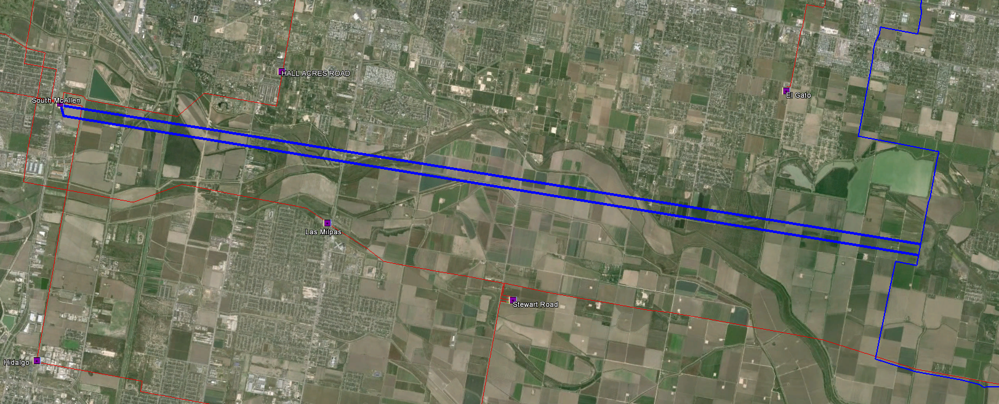 HALL ACRES ROAD
South McAllen
El Gato
Las Milpas
Stewart Road
Hidalgo